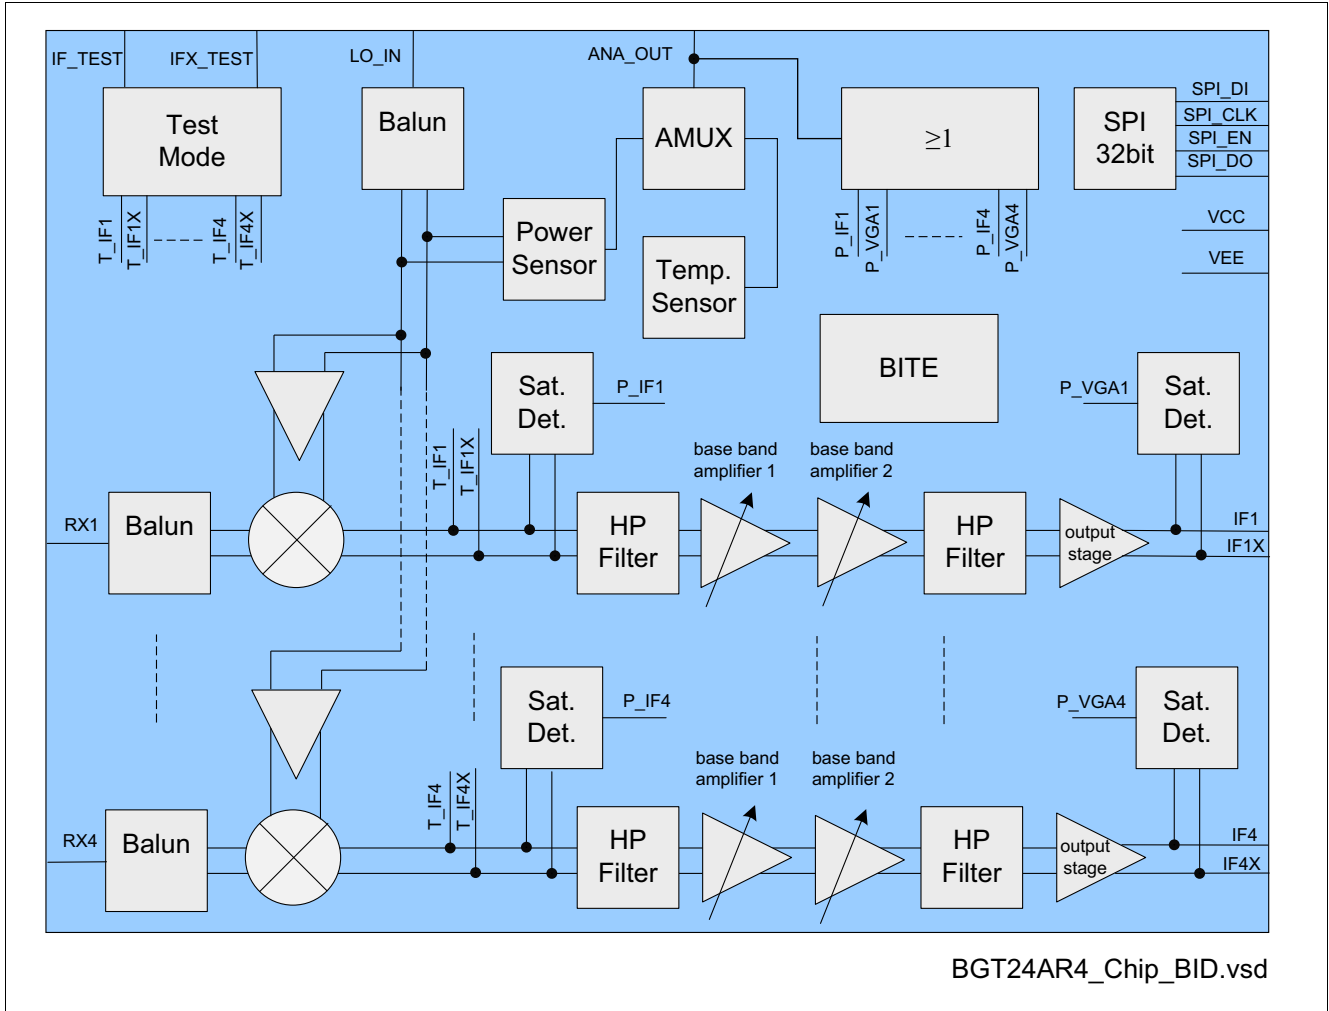 IF_TEST
IFX_TEST
LO_IN
ANA_OUT
Test
Mode
Balun
AMUX
≥1
SPI
32bit
SPI_DI
SPI_CLK
SPI_EN
SPI_DO
T_IF1
T_IF1X
T_IF4
T_IF4X
Power
Sensor
Temp.
Sensor
P_IF1
P_VGA1
P_IF4
P_VGA4
VCC
VEE
BITE
Sat.
Det.
P_IF1
P_VGA1
Sat.
Det.
T_IF1
T_IF1X
base band
amplifier 1
base band
amplifier 2
RX1
Balun
HP
Filter
HP
Filter
output
stage
IF1
IF1X
Sat.
Det.
P_IF4
P_VGA4
Sat.
Det.
T_IF4
T_IF4X
base band
amplifier 1
base band
amplifier 2
RX4
Balun
HP
Filter
HP
Filter
output
stage
IF4
IF4X
BGT24AR4_Chip_BID.vsd